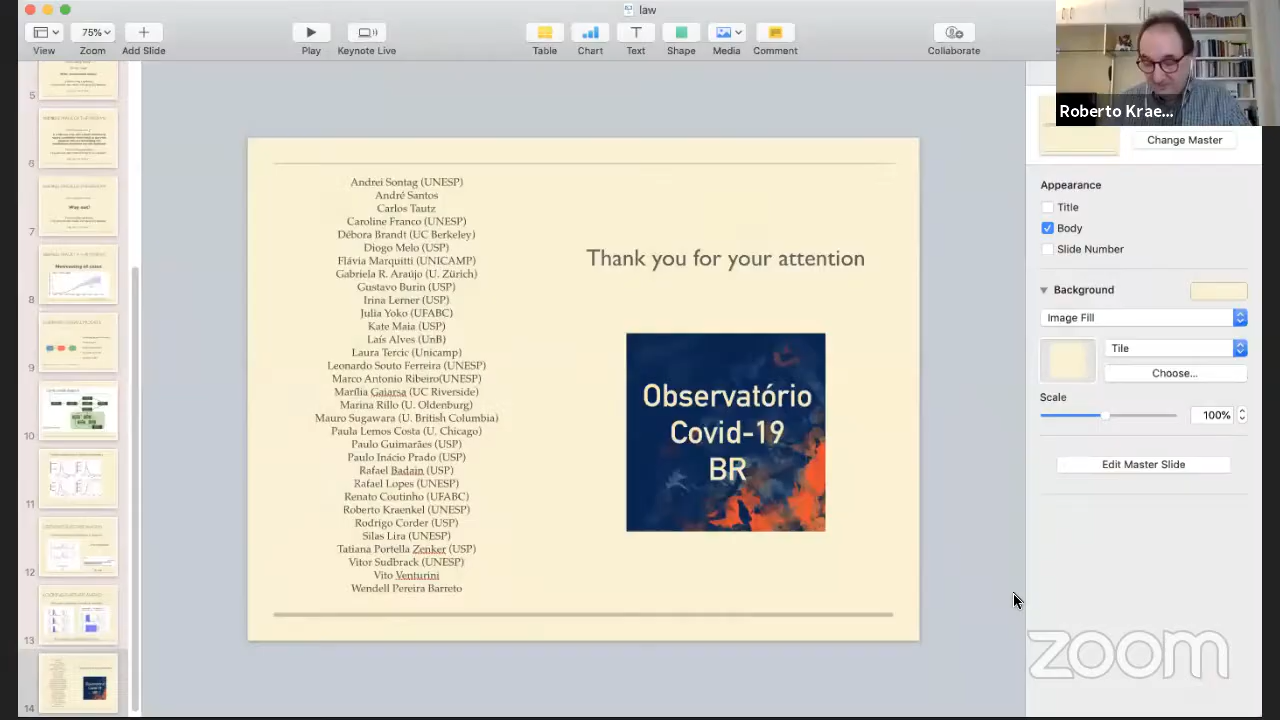 law
View
75%
Zoom
Add Slide
Play
Keynote Live
Table
Chart
Text
Shape
Media
Comment
Collaborate
Roberto Krae...
Change Master
Appearance
Title
Body
Slide Number
Background
Image Fill
Tile
Choose...
Scale
100%
Edit Master Slide
5
6
7
Why not?
8
9
10
11
12
13
14
Andrei Sontag (UNESP)
André Santos
Carlos Tautz
Caroline Franco (UNESP)
Débora Brandt (UC Berkeley)
Diogo Melo (USP)
Flávia Marquitti (UNICAMP)
Gabriela R. Araújo (U. Zürich)
Gustavo Burin (USP)
Irina Lerner (USP)
Julia Yoko (UFABC)
Kate Maia (USP)
Laís Alves (UnB)
Laura Tercic (Unicamp)
Leonardo Souto Ferreira (UNESP)
Marco Antonio Ribeiro(UNESP)
Marília Gaiarsa (UC Riverside)
Marina Rillo (U. Oldenburg)
Mauro Sugawara (U. British Columbia)
Paula Lemos Costa (U. Chicago)
Paulo Guimarães (USP)
Paulo Inácio Prado (USP)
Rafael Badain (USP)
Rafael Lopes (UNESP)
Renato Coutinho (UFABC)
Roberto Kraenkel (UNESP)
Rodrigo Corder (USP)
Silas Lira (UNESP)
Tatiana Portella Zenker (USP)
Vitor Sudbrack (UNESP)
Vito Venturini
Wendell Pereira Barreto
Thank you for your attention
Observatório
Covid-19
BR
zoom